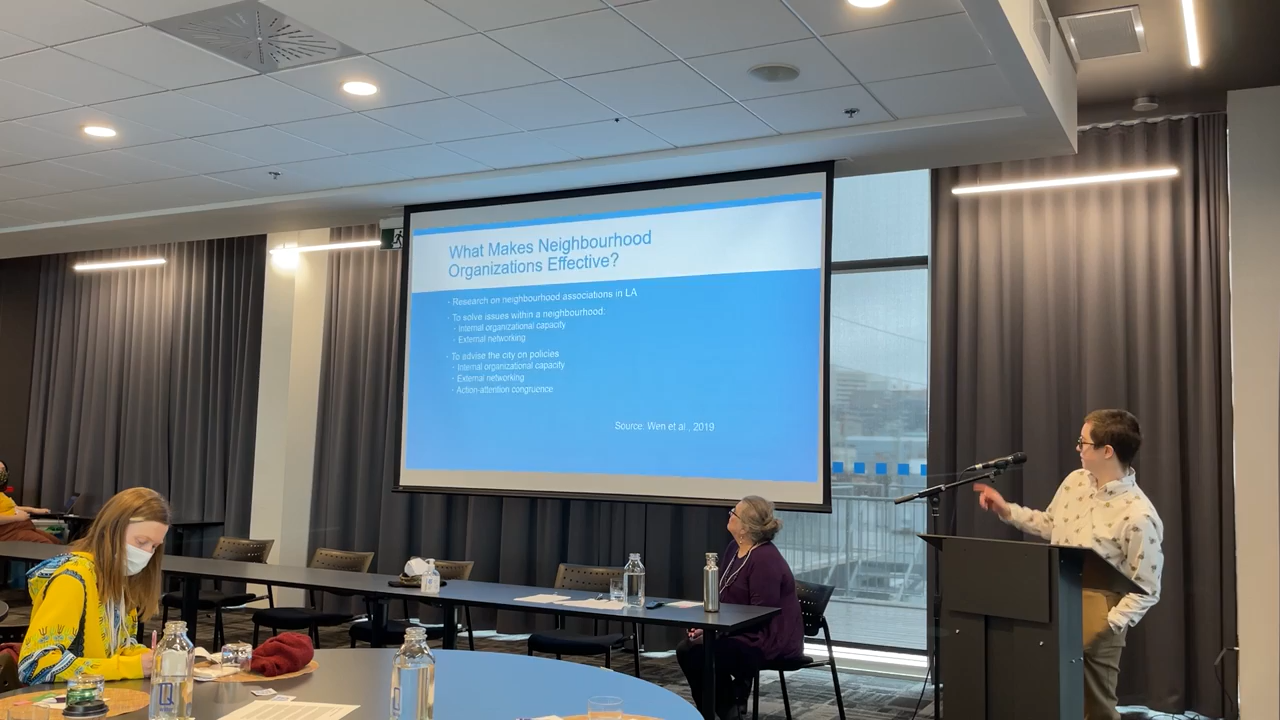 What Makes Neighbourhood
Organizations Effective?
- Research on neighbourhood associations in LA
- To solve issues within a neighbourhood.
- Internal organizational capacity
- External networking
- To advise the city on policies
- Internal organizational capacity
- External networking
- Action-attention congruence
Source: Wen et al., 2019